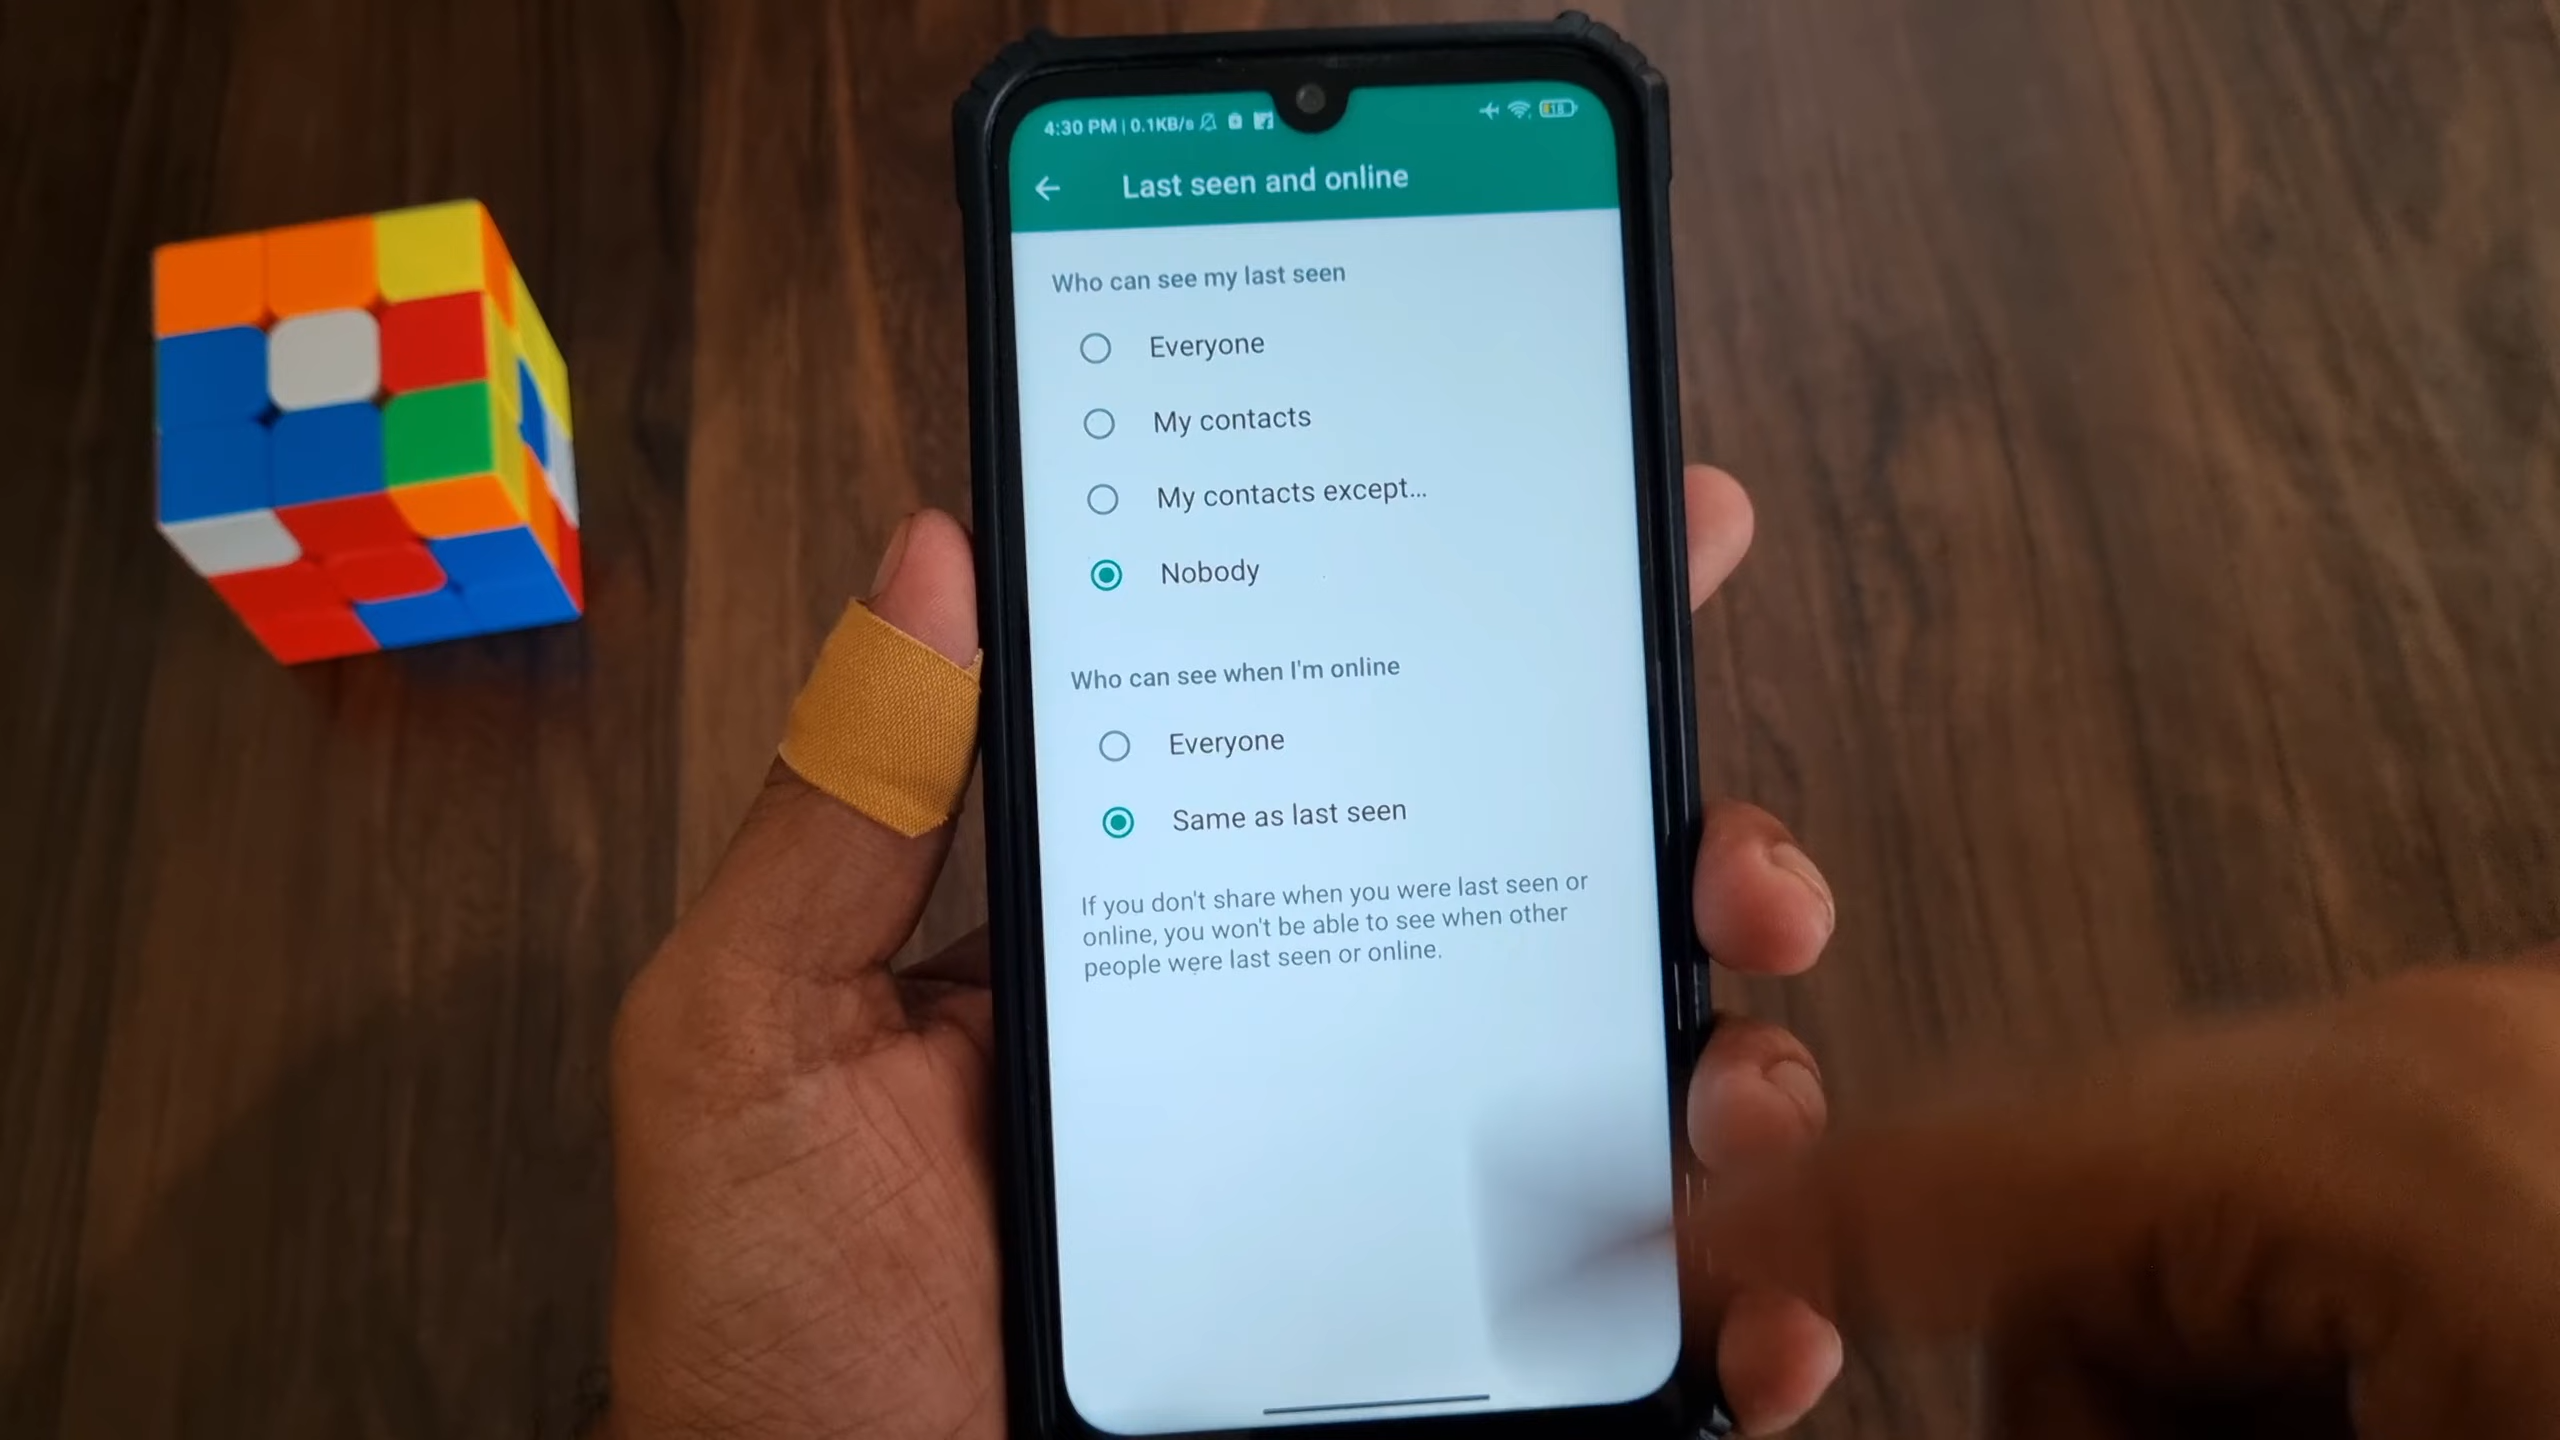 4:30 PM | 0.1KB/s
18
Last seen and online
Who can see my last seen
Everyone
My contacts
My contacts except...
Nobody
Who can see when I'm online
Everyone
Same as last seen
If you don't share when you were last seen or
online, you won't be able to see when other
people were last seen or online.